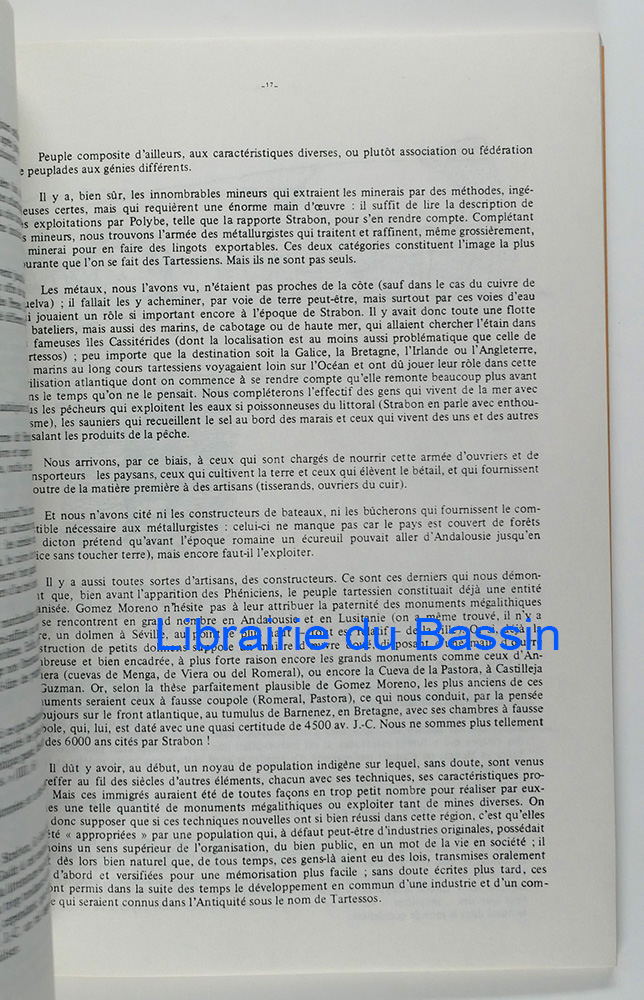 -17-
Peuple composite d'ailleurs, aux caractéristiques diverses, ou plutôt association ou fédération
e peuplades aux génies différents.
Il y a, bien sûr, les innombrables mineurs qui extraient les minerais par des méthodes, ingé-
euses certes, mais qui requièrent une énorme main d'œuvre : il suffit de lire la description de
s exploitations par Polybe, telle que la rapporte Strabon, pour s'en rendre compte. Complétant
s mineurs, nous trouvons l'armée des métallurgistes qui traitent et raffinent, même grossièrement,
minerai pour en faire des lingots exportables. Ces deux catégories constituent l'image la plus
urante que l'on se fait des Tartessiens. Mais ils ne sont pas seuls.
Les métaux, nous l'avons vu, n'étaient pas proches de la côte (sauf dans le cas du cuivre de
uelva) ; il fallait les y acheminer, par voie de terre peut-être, mais surtout par ces voies d'eau
i jouaient un rôle si important encore à l'époque de Strabon. Il y avait donc toute une flotte
bateliers, mais aussi des marins, de cabotage ou de haute mer, qui allaient chercher l'étain dans
fameuses îles Cassitérides (dont la localisation est au moins aussi problématique que celle de
rtessos) ; peu importe que la destination soit la Galice, la Bretagne, l'Irlande ou l'Angleterre,
marins au long cours tartessiens voyagaient loin sur l'Océan et ont dû jouer leur rôle dans cette
ilisation atlantique dont on commence à se rendre compte qu'elle remonte beaucoup plus avant
ns le temps qu'on ne le pensait. Nous compléterons l'effectif des gens qui vivent de la mer avec
us les pêcheurs qui exploitent les eaux si poissonneuses du littoral (Strabon en parle avec enthou-
sme), les sauniers qui recueillent le sel au bord des marais et ceux qui vivent des uns et des autres
salant les produits de la pêche.
Nous arrivons, par ce biais, à ceux qui sont chargés de nourrir cette armée d'ouvriers et de
nsporteurs les paysans, ceux qui cultivent la terre et ceux qui élèvent le bétail, et qui fournissent
outre de la matière première à des artisans (tisserands, ouvriers du cuir).
Et nous n'avons cité ni les constructeurs de bateaux, ni les bûcherons qui fournissent le com-
tible nécessaire aux métallurgistes : celui-ci ne manque pas car le pays est couvert de forêts
dicton prétend qu'avant l'époque romaine un écureuil pouvait aller d'Andalousie jusqu'en
ice sans toucher terre), mais encore faut-il l'exploiter.
Il y a aussi toutes sortes d'artisans, des constructeurs. Ce sont ces derniers qui nous démon-
nt que, bien avant l'apparition des Phéniciens, le peuple tartessien constituait déjà une entité
anisée. Gomez Moreno n'hésite pas à leur attribuer la paternité des monuments mégalithiques
se rencontrent en grand nombre en Andalousie et en Lusitanie (on a même trouvé, il n'y a
re, un dolmen à Séville, au point le plus haut
struction de petits dolmens suppose
Librairie du Bassin
mbreuse et bien encadrée, à plus forte raison encore les grands monuments comme ceux d'An-
uera (cuevas de Menga, de Viera ou del Romeral), ou encore la Cueva de la Pastora, à Castilleja
Guzman. Or, selon la thèse parfaitement plausible de Gomez Moreno, les plus anciens de ces
numents seraient ceux à fausse coupole (Romeral, Pastora), ce qui nous conduit, par la pensée
oujours sur le front atlantique, au tumulus de Barnenez, en Bretagne, avec ses chambres à fausse
pole, qui, lui, est daté avec une quasi certitude de 4500 av. J.-C. Nous ne sommes plus tellement
des 6000 ans cités par Strabon !
Il dût y avoir, au début, un noyau de population indigène sur lequel, sans doute, sont venus
reffer au fil des siècles d'autres éléments, chacun avec ses techniques, ses caractéristiques pro-
Mais ces immigrés auraient été de toutes façons en trop petit nombre pour réaliser par eux-
es une telle quantité de monuments mégalithiques ou exploiter tant de mines diverses. On
donc supposer que si ces techniques nouvelles ont si bien réussi dans cette région, c'est qu'elles
été « appropriées » par une population qui, à défaut peut-être d'industries originales, possédait
moins un sens supérieur de l'organisation, du bien public, en un mot de la vie en société ; il
dès lors bien naturel que, de tous temps, ces gens-là aient eu des lois, transmises oralement
d'abord et versifiées pour une mémorisation plus facile ; sans doute écrites plus tard, ces
ont permis dans la suite des temps le développement en commun d'une industrie et d'un com-
e qui seraient connus dans l'Antiquité sous le nom de Tartessos.